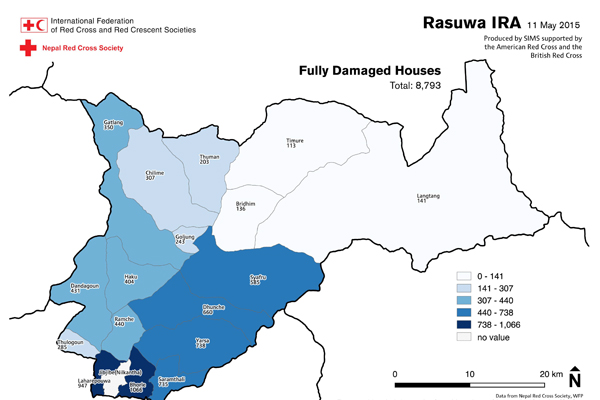 International Federation
of Red Cross and Red Crescent Societies
Nepal Red Cross Society
Rasuwa IRA 11 May 2015
Produced by SIMS supported by
the American Red Cross and the
British Red Cross
Fully Damaged Houses
Total: 8,793
Gatlang
350
Timure
113
Thuman
203
Chilime
307
Langtang
141
Bridhim
136
Goljung
243
Syafru
585
Haku
404
Dandagoun
431
Dhunche
660
Ramche
440
Yarsa
738
Thulogoun
285
Jibjibe(Nilkantha)
Laharepouwa
947
Bhorle
1066
Saramthali
735
0 - 141
141 - 307
307 - 440
440 - 738
738 - 1,066
no value
0 10 20 km
N
Data from Nepal Red Cross Society, WFP